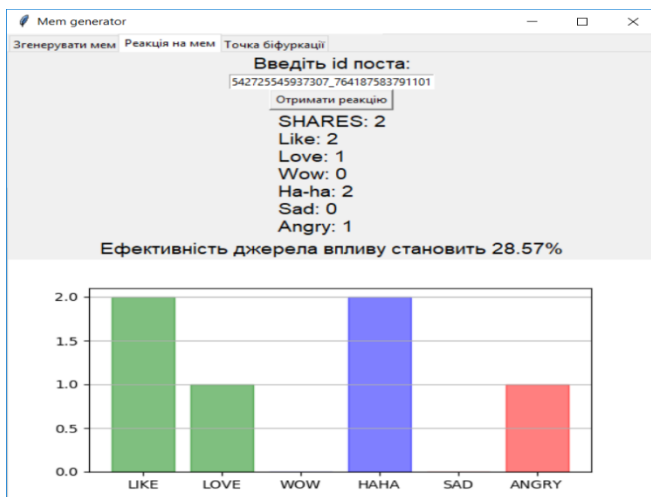 Mem generator
Згенерувати мем Реакція на мем Точка біфуркації
Введіть id поста:
542725545937307_764187583791101
Отримати реакцію
SHARES: 2
Like: 2
Love: 1
Wow: 0
Ha-ha: 2
Sad: 0
Angry: 1
Ефективність джерела впливу становить 28.57%
2.0
1.5
1.0
0.5
0.0
LIKE LOVE WOW HAHA SAD ANGRY